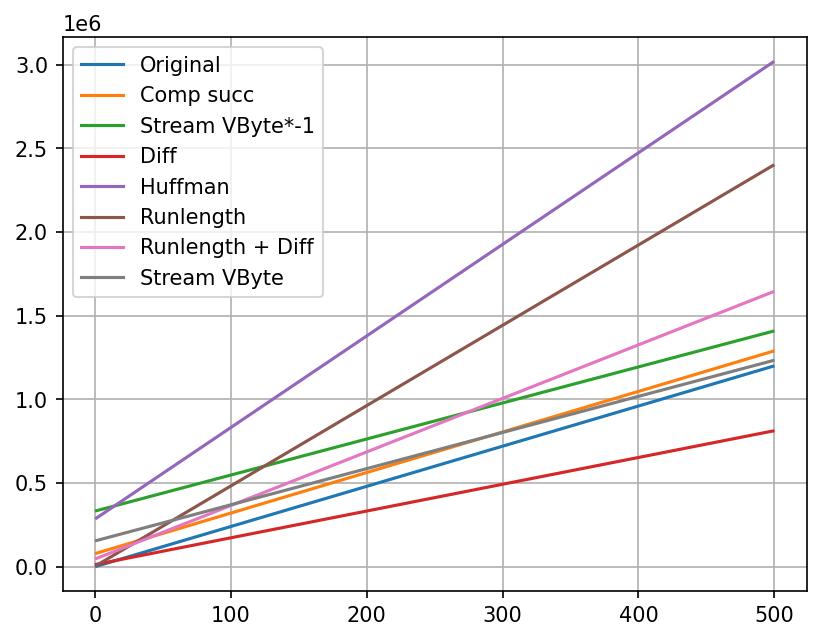 1e6
3.0
2.5
2.0
1.5
1.0
0.5
0.0
Original
Comp succ
Stream VByte*-1
Diff
Huffman
Runlength
Runlength + Diff
Stream VByte
0 100 200 300 400 500